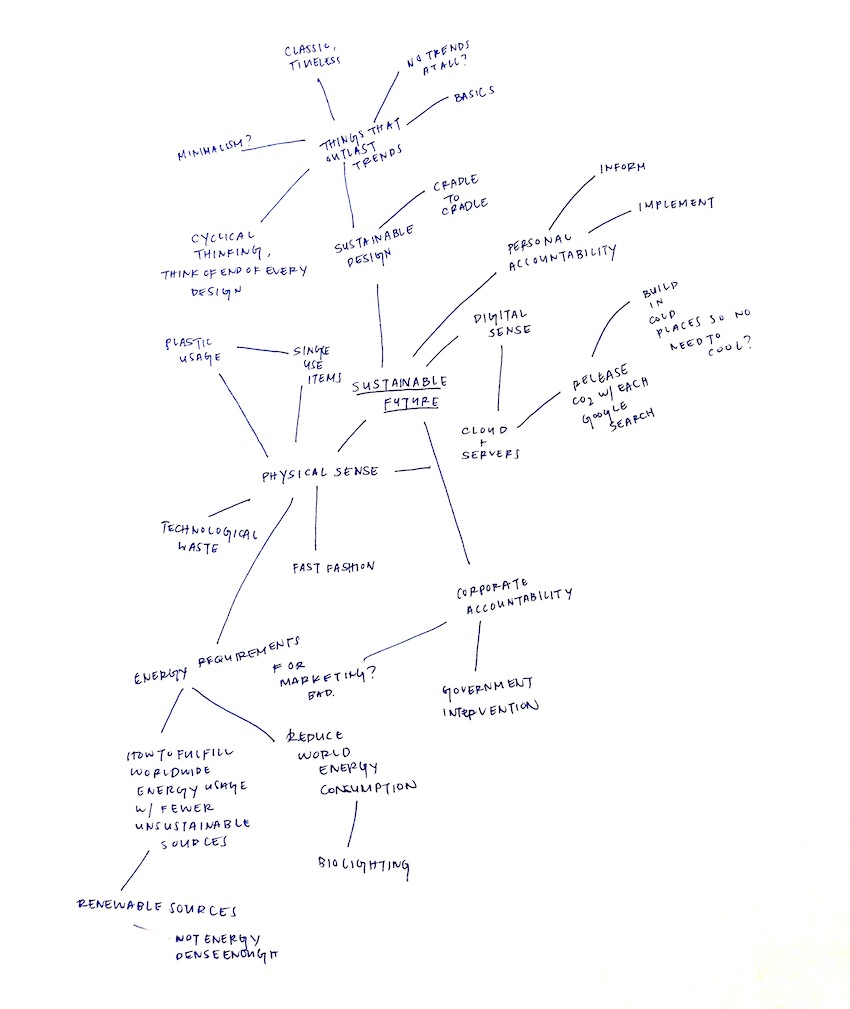 CLASSIC,
TIMELESS
NO TRENDS
AT ALL?
BASICS
MINIMALISM?
THINGS THAT
OUTLAST
TRENDS
INFORM
IMPLEMENT
CRADLE
TO
CRADLE
CYCLICAL
THINKING,
THINK OF END OF EVERY
DESIGN
SUSTAINABLE
DESIGN
PERSONAL
ACCOUNTABILITY
BUILD
IN
COLD
PLACES SO NO
NEED TO
COOL?
DIGITAL
SENSE
PLASTIC
USAGE
SINGLE
USE
ITEMS
SUSTAINABLE
FUTURE
RELEASE
CO2 W/ EACH
GOOGLE
SEARCH
CLOUD
+
SERVERS
PHYSICAL SENSE
TECHNOLOGICAL
WASTE
FAST FASHION
CORPORATE
ACCOUNTABILITY
ENERGY REQUIREMENTS
FOR
MARKETING?
BAD.
GOVERNMENT
INTERVENTION
HOW TO FULFILL
WORLDWIDE
ENERGY USAGE
W/ FEWER
UNSUSTAINABLE
SOURCES
REDUCE
WORLD
ENERGY
CONSUMPTION
BIOLIGHTING
RENEWABLE SOURCES
NOT ENERGY
DENSE ENOUGH